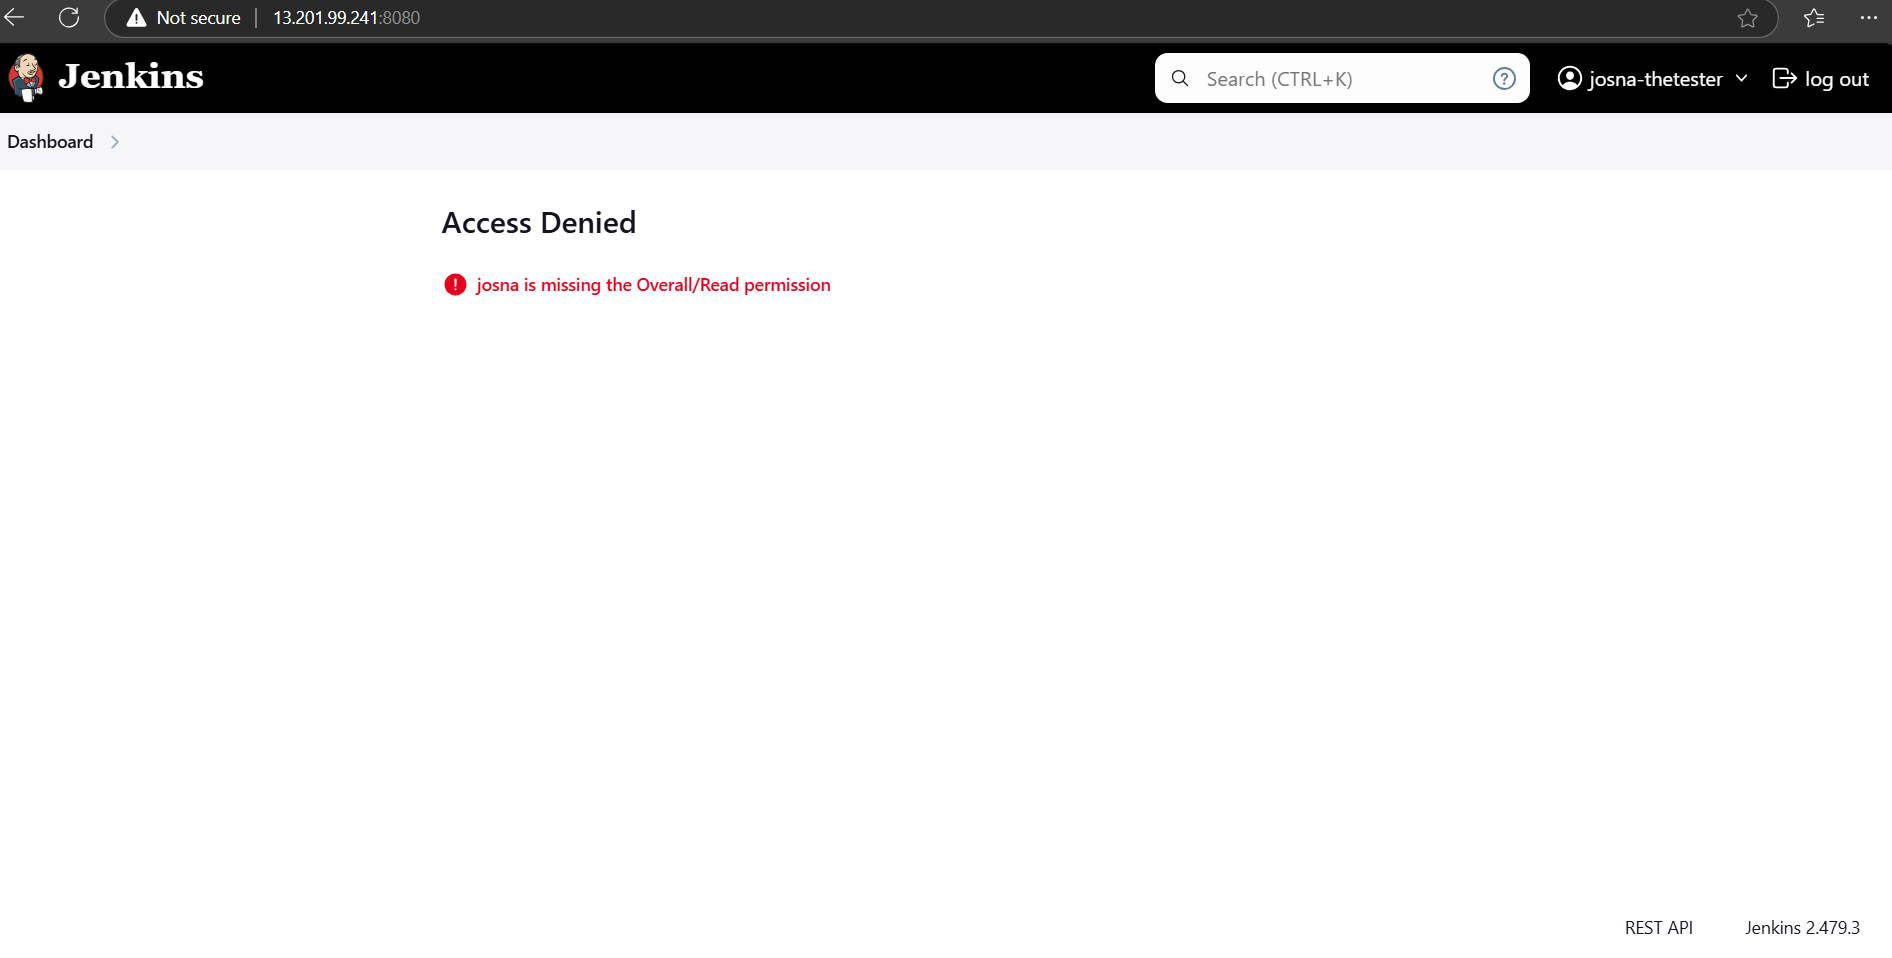 Not secure | 13.201.99.241:8080
Jenkins
Search (CTRL+K)
josna-thetester
log out
Dashboard
Access Denied
josna is missing the Overall/Read permission
REST API
Jenkins 2.479.3